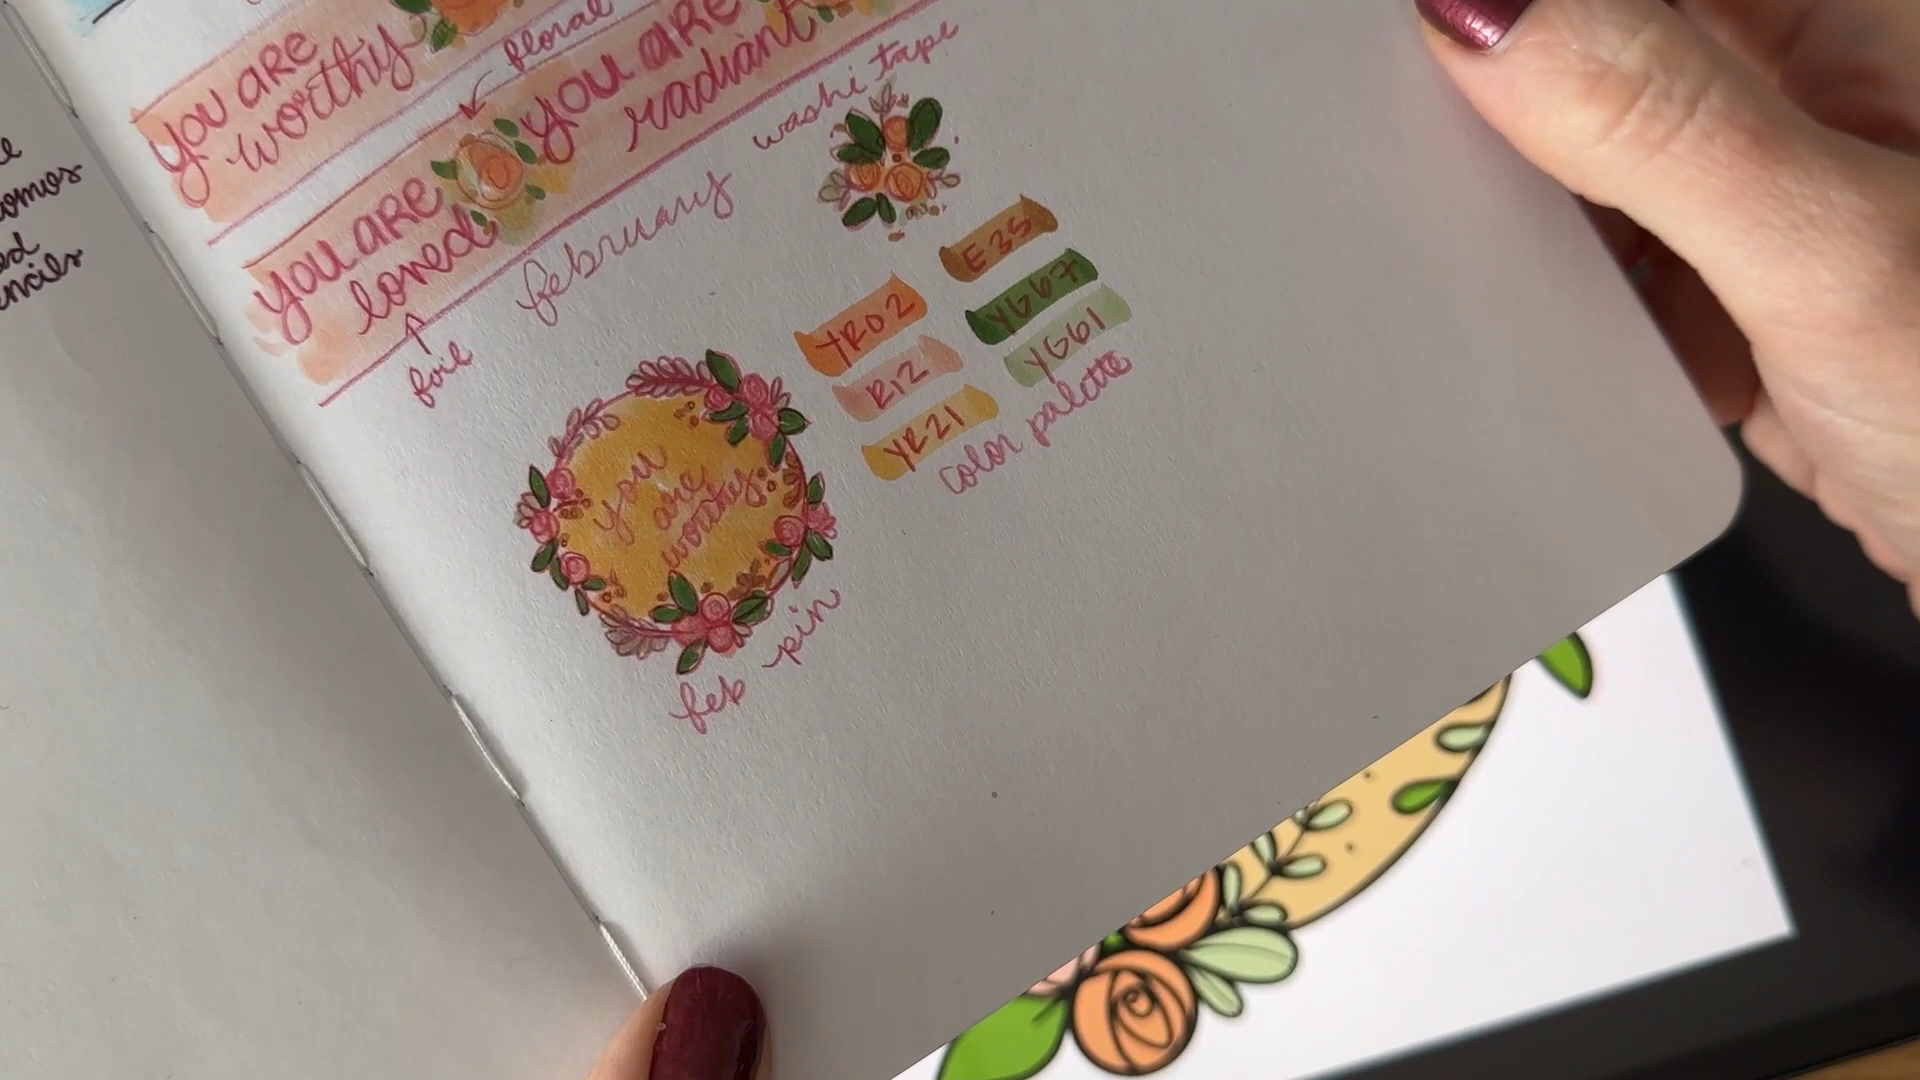 you are
worthy
floral
you are
radiant
you are
loved
foil
washi tape
february
E35
YG67
YG61
YR02
R12
YR21
color palette
you
are
worthy
feb pin